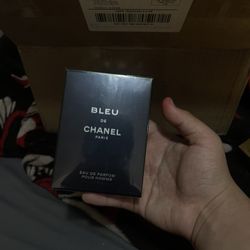 BLEU
DE
CHANEL
PARIS
EAU DE PARFUM
POUR HOMME